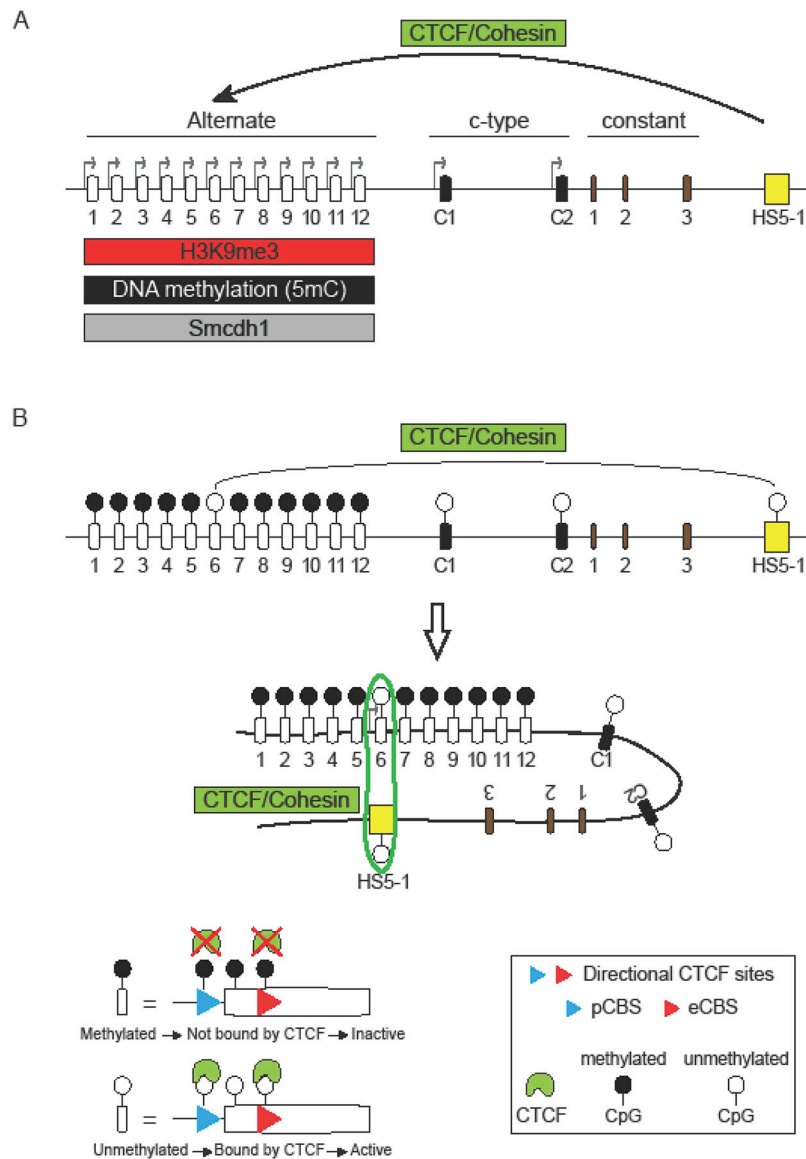 A
CTCF/Cohesin
Alternate c-type constant
1 2 3 4 5 6 7 8 9 10 11 12 C1 C2 1 2 3 HS5-1
H3K9me3
DNA methylation (5mC)
Smcdh1
B
CTCF/Cohesin
1 2 3 4 5 6 7 8 9 10 11 12 C1 C2 1 2 3 HS5-1
1 2 3 4 5 6 7 8 9 10 11 12 C1
CTCF/Cohesin 3 2 1 C2
HS5-1
=
Methylated Not bound by CTCF Inactive
=
Unmethylated Bound by CTCF Active
Directional CTCF sites
pCBS eCBS
methylated unmethylated
CTCF CpG CpG